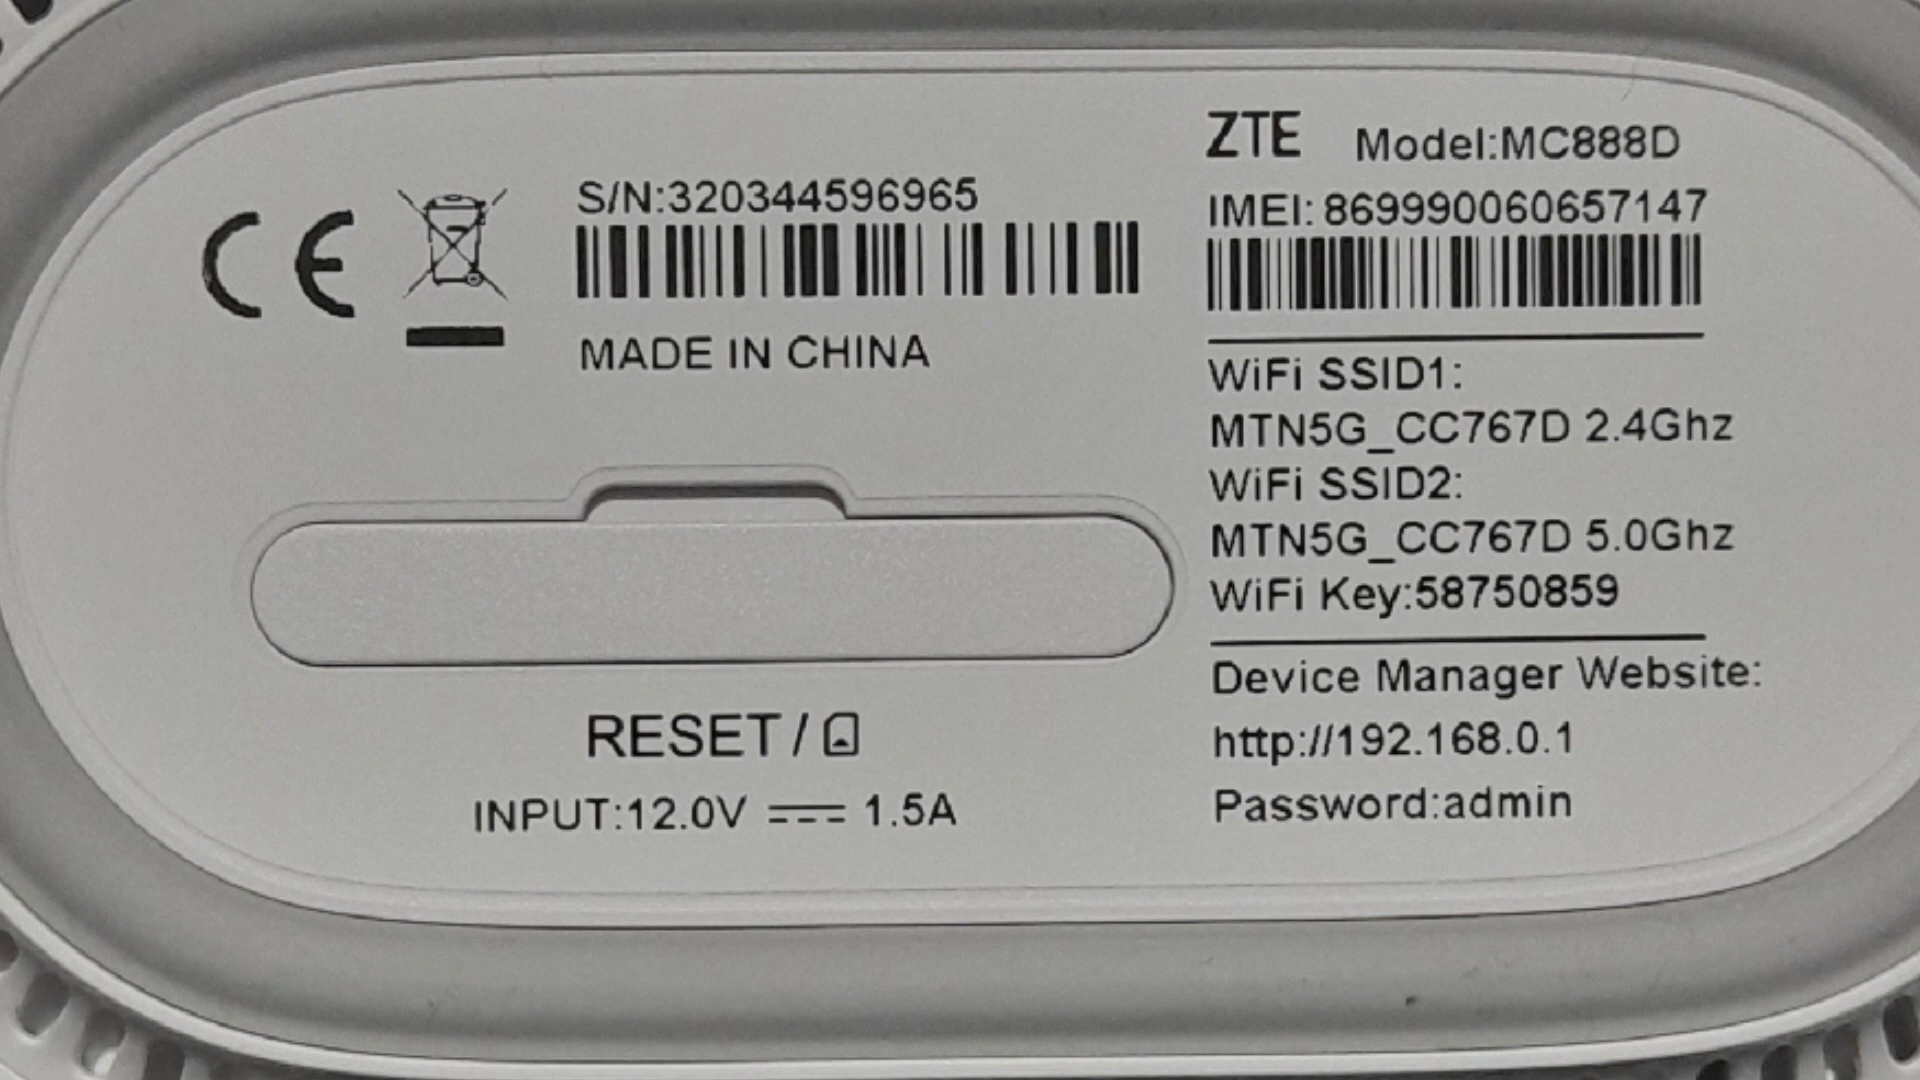 S/N:320344596965
MADE IN CHINA
RESET/
INPUT:12.0V 1.5A
ZTE Model:MC888D
IMEI: 869990060657147
WiFi SSID1:
MTN5G_CC767D 2.4Ghz
WiFi SSID2:
MTN5G_CC767D 5.0Ghz
WiFi Key:58750859
Device Manager Website:
http://192.168.0.1
Password:admin